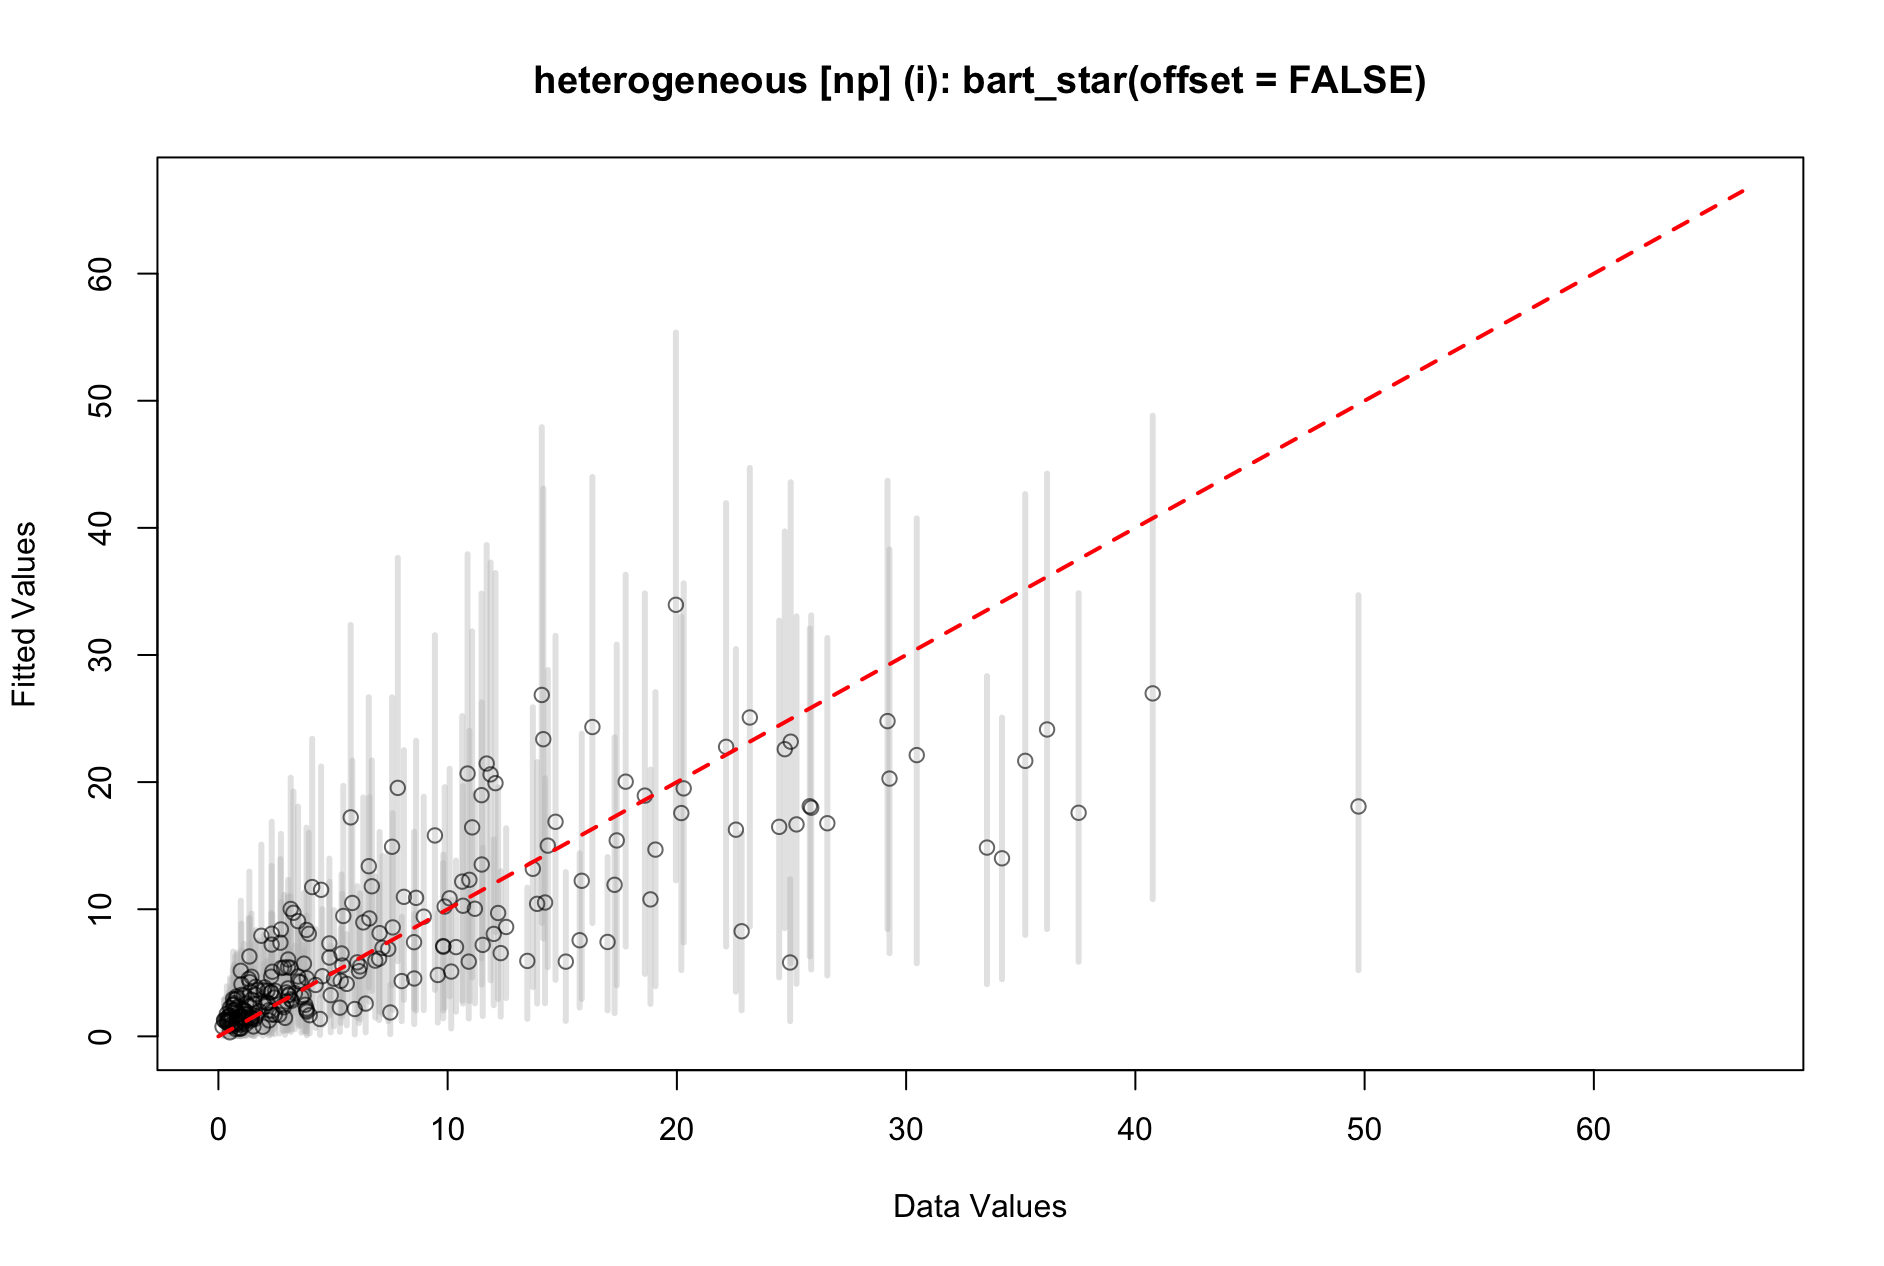 heterogeneous [np] (i): bart_star(offset = FALSE)
Fitted Values
60
50
40
30
20
10
0
0 10 20 30 40 50 60
Data Values